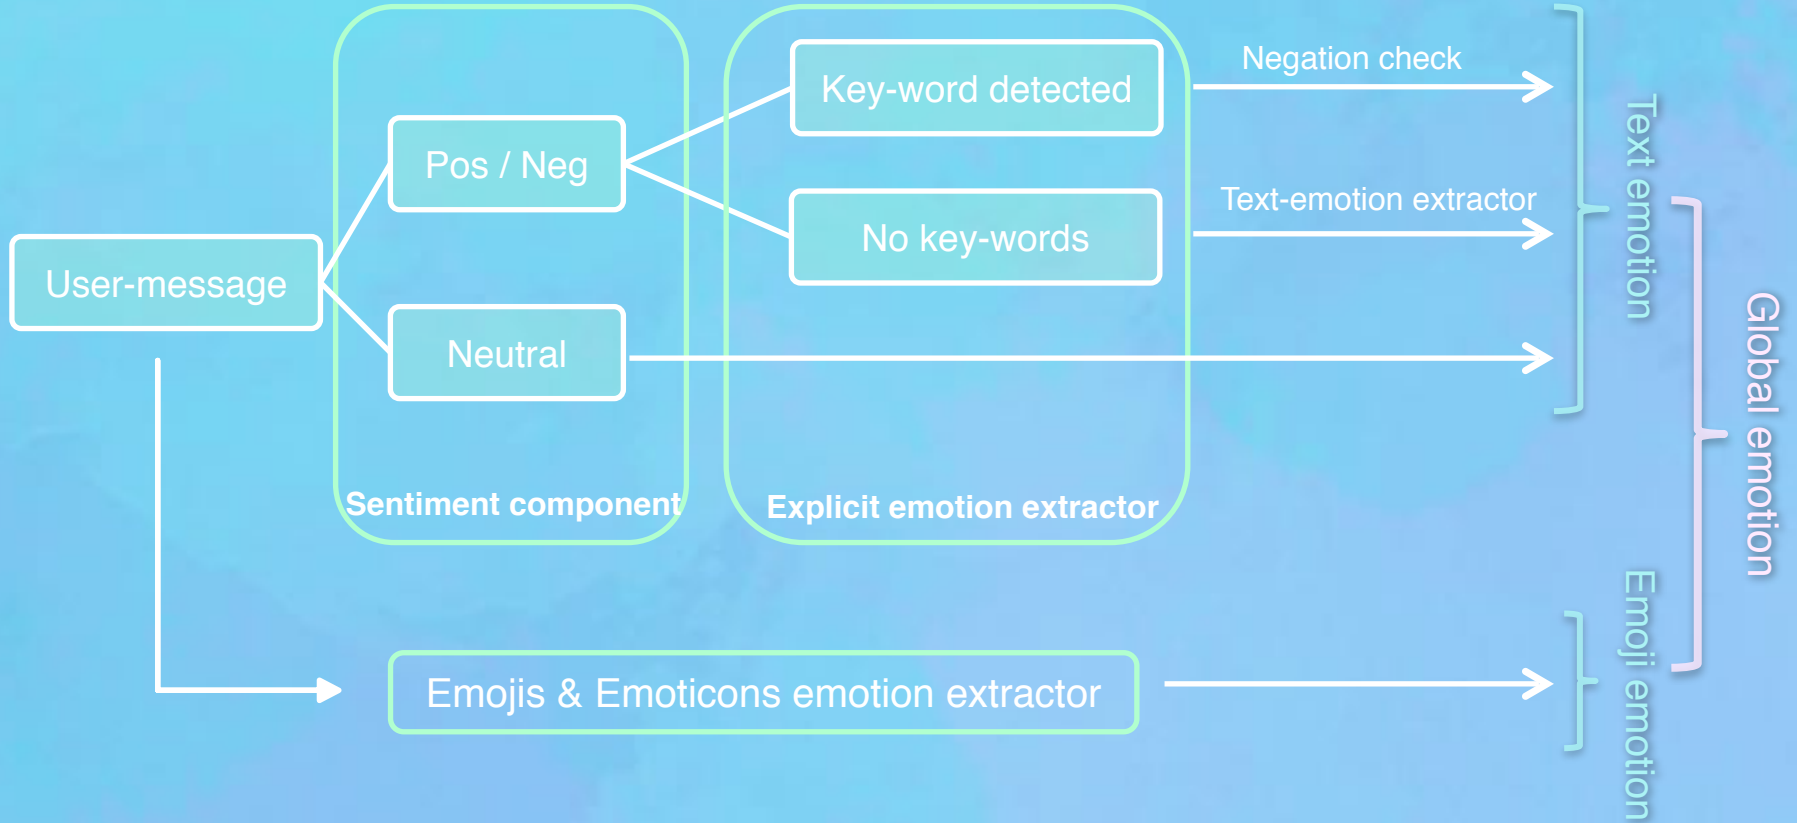 User-message
Pos / Neg
Neutral
Sentiment component
Key-word detected
No key-words
Explicit emotion extractor
Negation check
Text-emotion extractor
Text emotion
Emojis & Emoticons emotion extractor
Emoji emotion
Global emotion